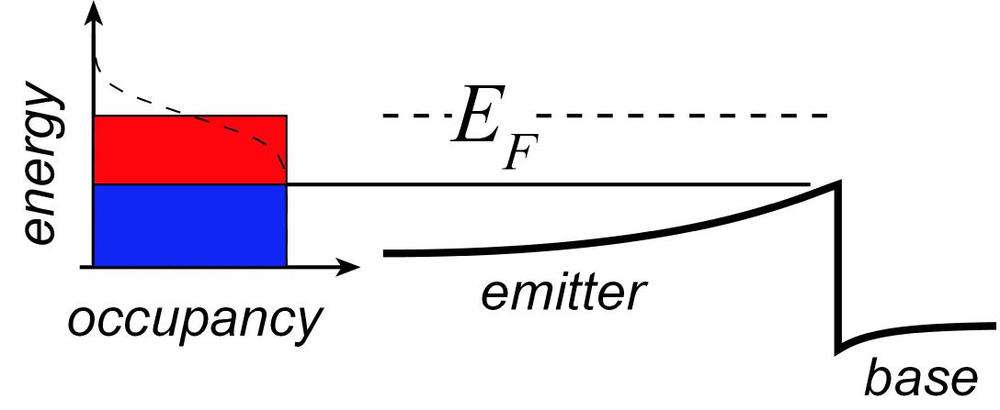 energy
occupancy
E_F
emitter
base